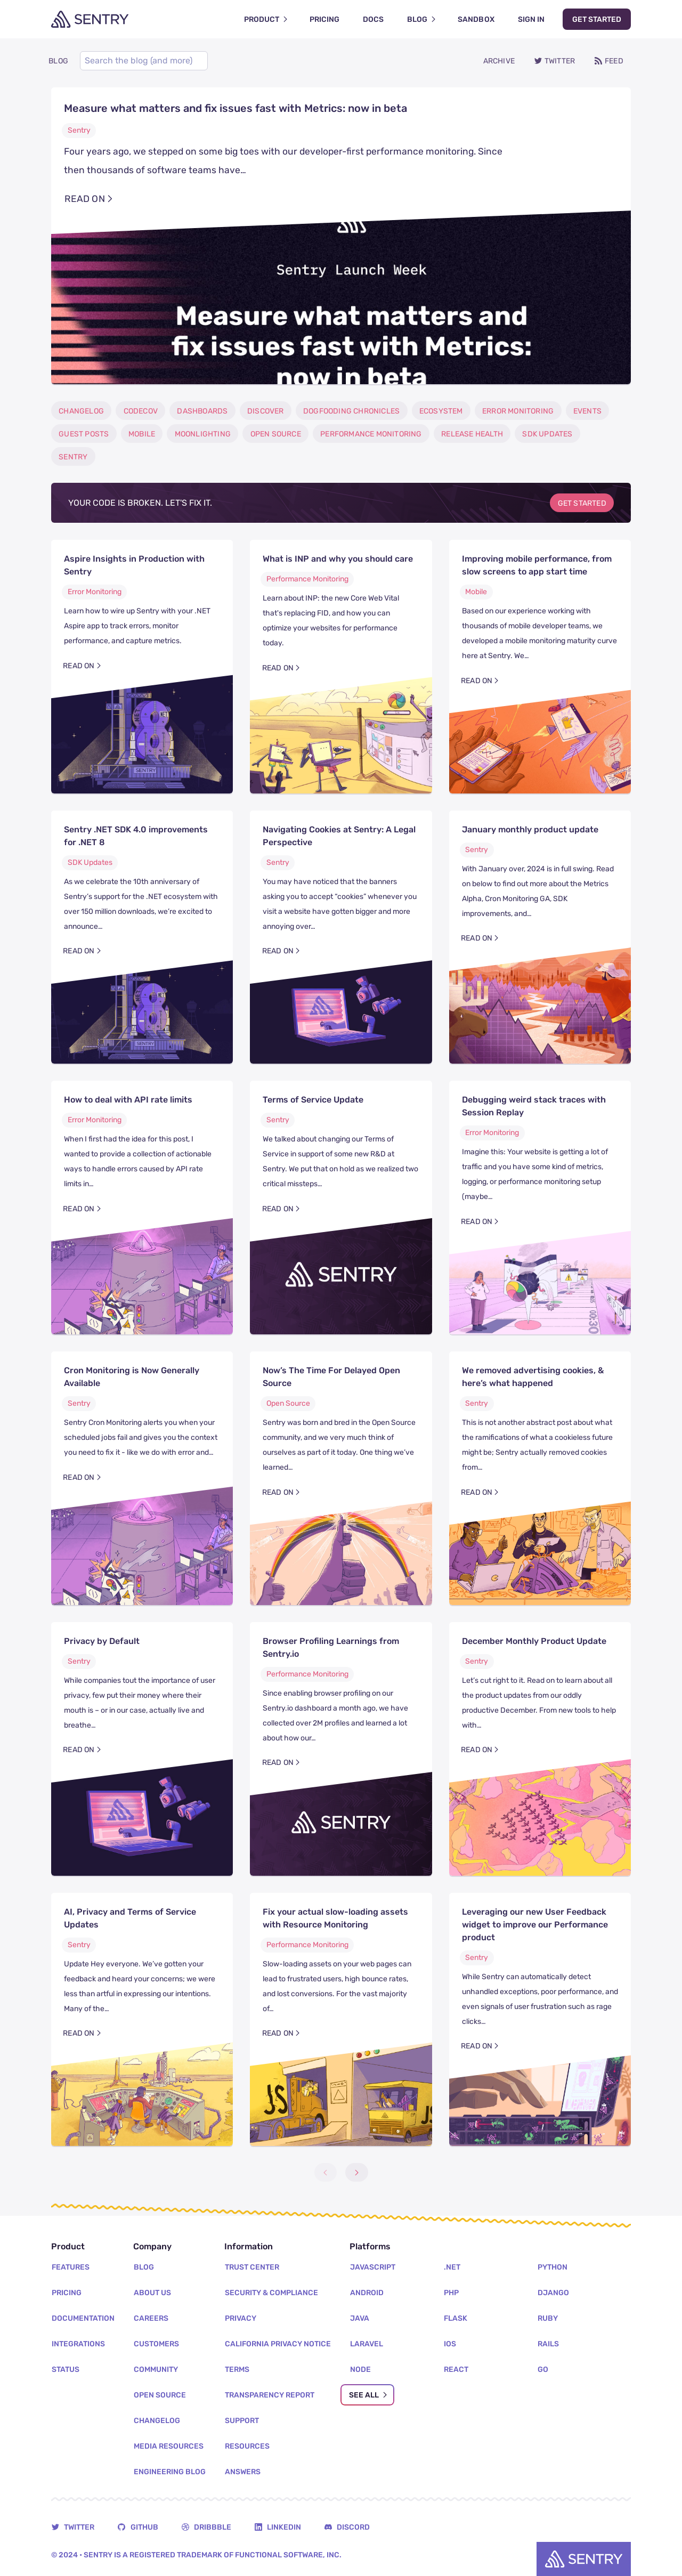 SENTRY
PRODUCT
PRICING
DOCS
BLOG
SANDBOX
SIGN IN
GET STARTED
BLOG
Search the blog (and more)
ARCHIVE
TWITTER
FEED
Measure what matters and fix issues fast with Metrics: now in beta
Sentry
Four years ago, we stepped on some big toes with our developer-first performance monitoring. Since
then thousands of software teams have…
READ ON
Sentry Launch Week
Measure what matters and
fix issues fast with Metrics:
now in beta
CHANGELOG
CODECOV
DASHBOARDS
DISCOVER
DOGFOODING CHRONICLES
ECOSYSTEM
ERROR MONITORING
EVENTS
GUEST POSTS
MOBILE
MOONLIGHTING
OPEN SOURCE
PERFORMANCE MONITORING
RELEASE HEALTH
SDK UPDATES
SENTRY
YOUR CODE IS BROKEN. LET'S FIX IT.
GET STARTED
Aspire Insights in Production with
Sentry
Error Monitoring
Learn how to wire up Sentry with your .NET
Aspire app to track errors, monitor
performance, and capture metrics.
READ ON
SENTRY
What is INP and why you should care
Performance Monitoring
Learn about INP: the new Core Web Vital
that's replacing FID, and how you can
optimize your websites for performance
today.
READ ON
Improving mobile performance, from
slow screens to app start time
Mobile
Based on our experience working with
thousands of mobile developer teams, we
developed a mobile monitoring maturity curve
here at Sentry. We…
READ ON
Sentry .NET SDK 4.0 improvements
for .NET 8
SDK Updates
As we celebrate the 10th anniversary of
Sentry's support for the .NET ecosystem with
over 150 million downloads, we're excited to
announce…
READ ON
SENTRY
Navigating Cookies at Sentry: A Legal
Perspective
Sentry
You may have noticed that the banners
asking you to accept "cookies" whenever you
visit a website have gotten bigger and more
annoying over…
READ ON
January monthly product update
Sentry
With January over, 2024 is in full swing. Read
on below to find out more about the Metrics
Alpha, Cron Monitoring GA, SDK
improvements, and…
READ ON
How to deal with API rate limits
Error Monitoring
When I first had the idea for this post, I
wanted to provide a collection of actionable
ways to handle errors caused by API rate
limits in…
READ ON
Terms of Service Update
Sentry
We talked about changing our Terms of
Service in support of some new R&D at
Sentry. We put that on hold as we realized two
critical missteps…
READ ON
SENTRY
Debugging weird stack traces with
Session Replay
Error Monitoring
Imagine this: Your website is getting a lot of
traffic and you have some kind of metrics,
logging, or performance monitoring setup
(maybe…
READ ON
Cron Monitoring is Now Generally
Available
Sentry
Sentry Cron Monitoring alerts you when your
scheduled jobs fail and gives you the context
you need to fix it - like we do with error and…
READ ON
Now's The Time For Delayed Open
Source
Open Source
Sentry was born and bred in the Open Source
community, and we very much think of
ourselves as part of it today. One thing we've
learned…
READ ON
We removed advertising cookies, &
here's what happened
Sentry
This is not another abstract post about what
the ramifications of what a cookieless future
might be; Sentry actually removed cookies
from…
READ ON
Privacy by Default
Sentry
While companies tout the importance of user
privacy, few put their money where their
mouth is – or in our case, actually live and
breathe…
READ ON
Browser Profiling Learnings from
Sentry.io
Performance Monitoring
Since enabling browser profiling on our
Sentry.io dashboard a month ago, we have
collected over 2M profiles and learned a lot
about how our…
READ ON
SENTRY
December Monthly Product Update
Sentry
Let's cut right to it. Read on to learn about all
the product updates from our oddly
productive December. From new tools to help
with…
READ ON
AI, Privacy and Terms of Service
Updates
Sentry
Update Hey everyone. We've gotten your
feedback and heard your concerns; we were
less than artful in expressing our intentions.
Many of the…
READ ON
Fix your actual slow-loading assets
with Resource Monitoring
Performance Monitoring
Slow-loading assets on your web pages can
lead to frustrated users, high bounce rates,
and lost conversions. For the vast majority
of…
READ ON
JS
JS
Leveraging our new User Feedback
widget to improve our Performance
product
Sentry
While Sentry can automatically detect
unhandled exceptions, poor performance, and
even signals of user frustration such as rage
clicks…
READ ON
Product
FEATURES
PRICING
DOCUMENTATION
INTEGRATIONS
STATUS
Company
BLOG
ABOUT US
CAREERS
CUSTOMERS
COMMUNITY
OPEN SOURCE
CHANGELOG
MEDIA RESOURCES
ENGINEERING BLOG
Information
TRUST CENTER
SECURITY & COMPLIANCE
PRIVACY
CALIFORNIA PRIVACY NOTICE
TERMS
TRANSPARENCY REPORT
SUPPORT
RESOURCES
ANSWERS
Platforms
JAVASCRIPT
ANDROID
JAVA
LARAVEL
NODE
SEE ALL
.NET
PHP
FLASK
IOS
REACT
PYTHON
DJANGO
RUBY
RAILS
GO
TWITTER
GITHUB
DRIBBBLE
LINKEDIN
DISCORD
© 2024 • SENTRY IS A REGISTERED TRADEMARK OF FUNCTIONAL SOFTWARE, INC.
SENTRY